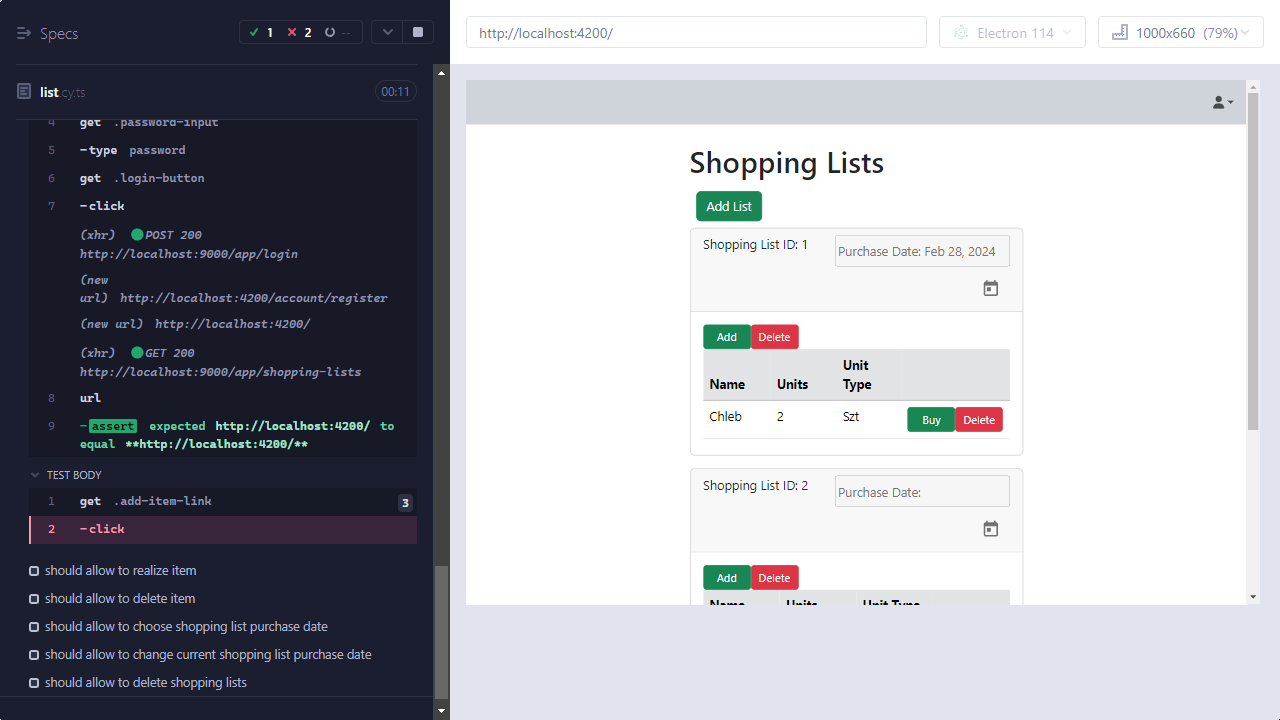 Specs
1
2
--
list.cy.ts
00:11
4 get .password-input
5 -type password
6 get .login-button
7 -click
(xhr) POST 200
http://localhost:9000/app/login
(new
url) http://localhost:4200/account/register
(new url) http://localhost:4200/
(xhr) GET 200
http://localhost:9000/app/shopping-lists
8 url
9 -assert expected http://localhost:4200/ to
equal **http://localhost:4200/**
TEST BODY
1 get .add-item-link 3
2 -click
should allow to realize item
should allow to delete item
should allow to choose shopping list purchase date
should allow to change current shopping list purchase date
should allow to delete shopping lists
http://localhost:4200/
Electron 114
1000x660 (79%)
Shopping Lists
Add List
Shopping List ID: 1
Purchase Date: Feb 28, 2024
Add Delete
Name Units Unit Type
Chleb 2 Szt Buy Delete
Shopping List ID: 2
Purchase Date:
Add Delete
Name Units Unit Type